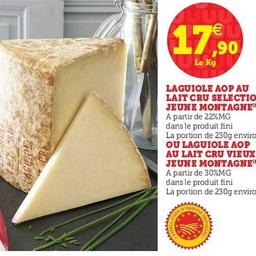 17€,90
Le Kg
LAGUIOLE AOP AU
LAIT CRU SELECTIO
JEUNE MONTAGNE
A partir de 22%MG
dans le produit fini
La portion de 250g enviro
OU LAGUIOLE AOP
AU LAIT CRU VIEUX
JEUNE MONTAGNE
A partir de 30%MG
dans le produit fini
La portion de 230g enviro